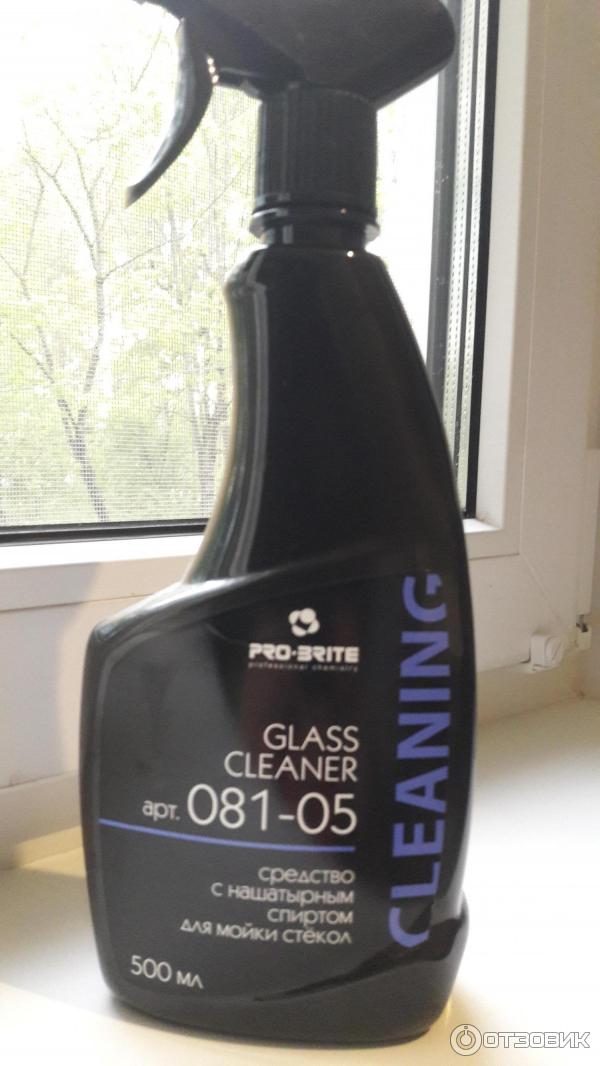 PRO-BRITE
professional chemistry
GLASS
CLEANER
арт. 081-05
средство
с нашатырным
спиртом
для мойки стёкол
500 мл
CLEANING
ОТЗОВИК